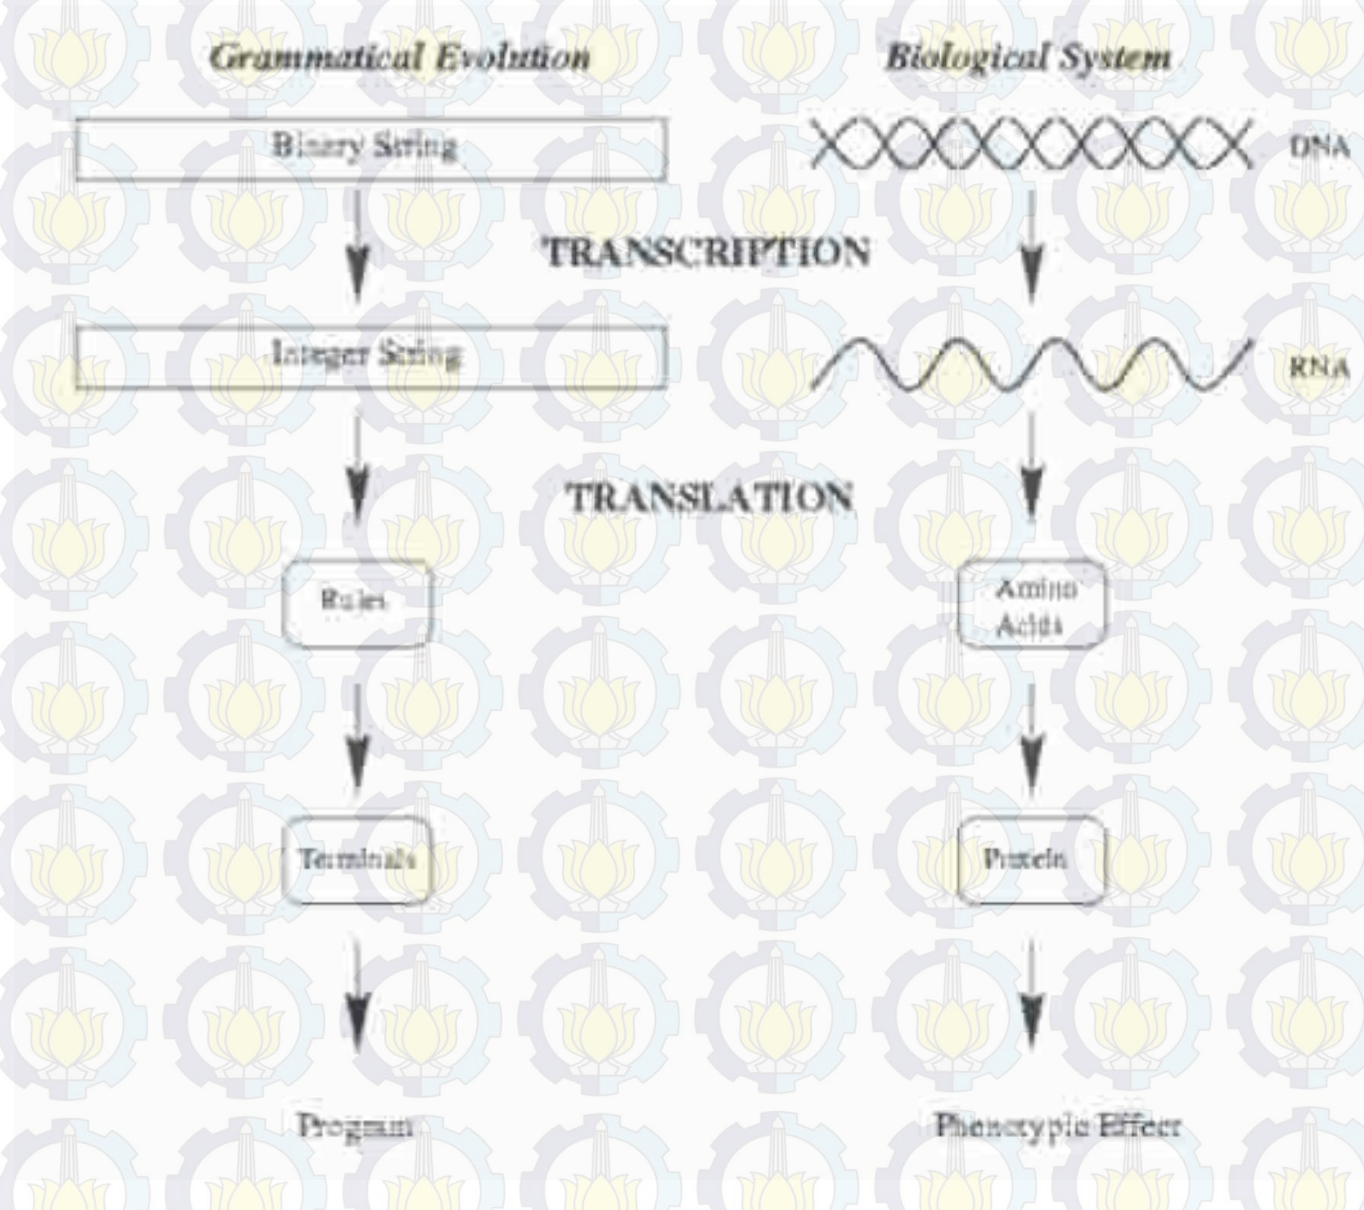 Grammatical Evolution
Biological System
Binary String
DNA
TRANSCRIPTION
Integer String
RNA
TRANSLATION
Rules
Amino
Acids
Terminals
Protein
Program
Phenotypic Effect